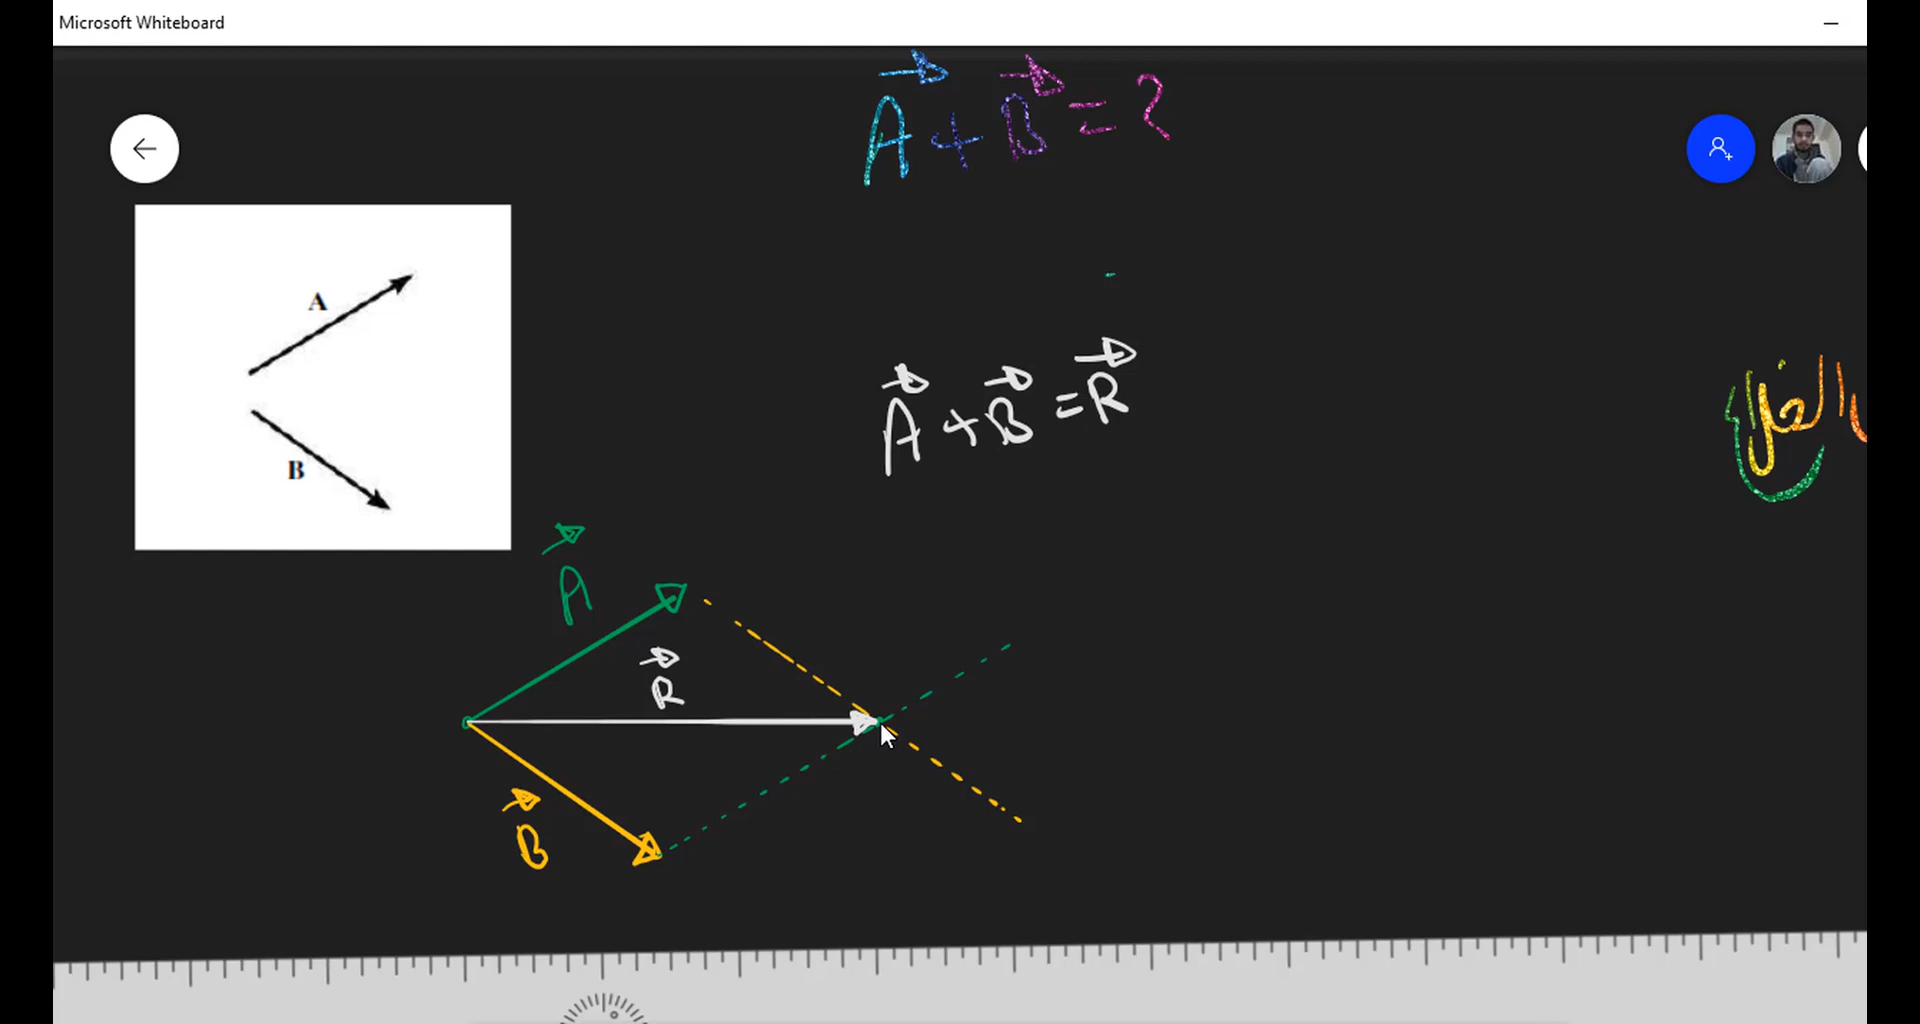 Microsoft Whiteboard
A + B = ?
A
B
A + B = R
A
R
B